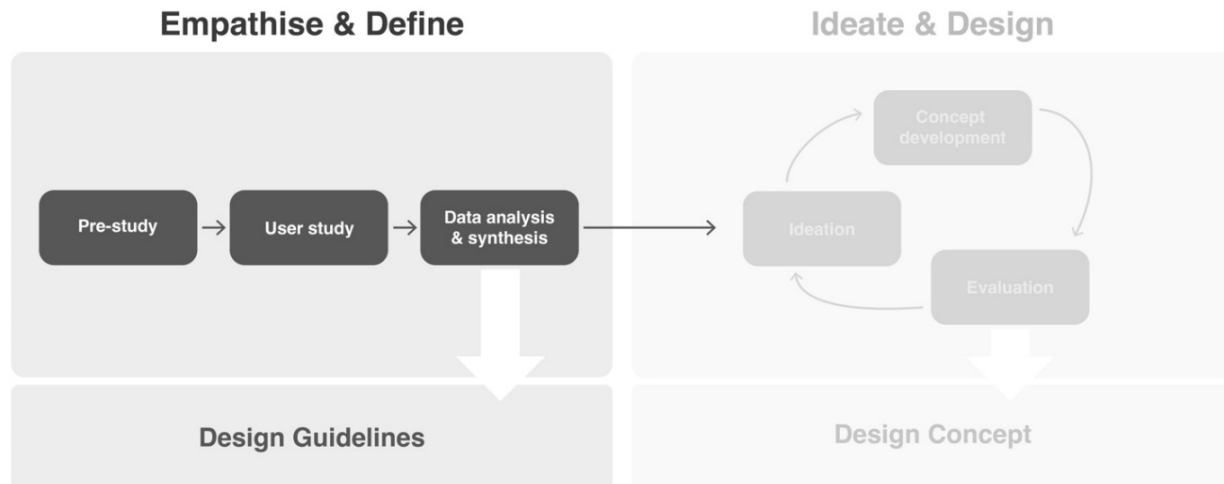 Empathise & Define
Ideate & Design
Concept
development
Pre-study
User study
Data analysis
& synthesis
Ideation
Evaluation
Design Guidelines
Design Concept